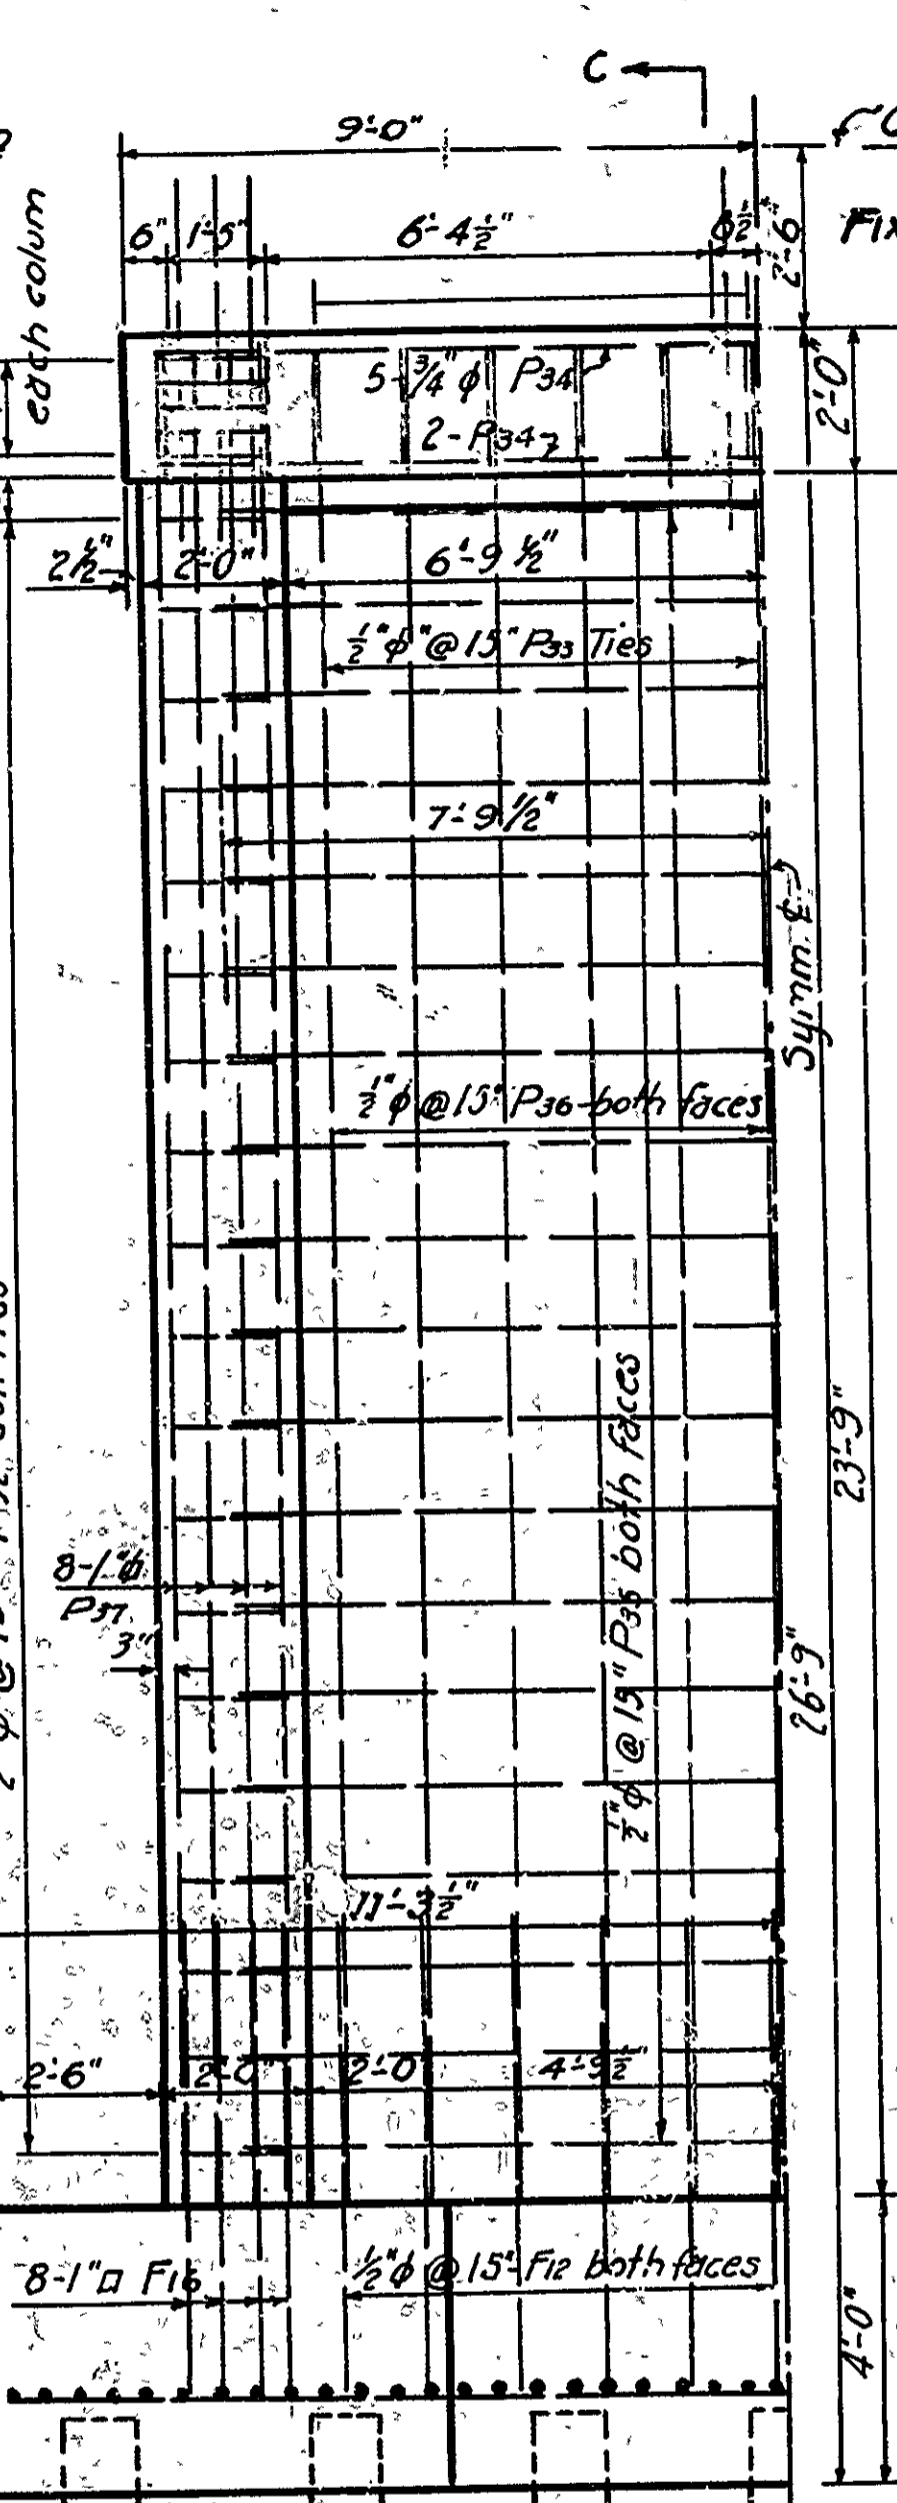 C
9'-0"
each column
6"
1'-5"
6'-4½"
6½"
2'-6"
Fix
5-¾"φ P34
2-P34
2'-0"
2½"
2'-0"
6'-9½"
½"φ"@15" P33 Ties
7'-9½"
Symm. ℄
½"φ@15" P36-both faces
½"φ @ 15" P35 both faces
23'-9"
8-1"φ
P37
3"
26'-9"
11'-3½"
2'-6"
2'-0"
2'-0"
4'-9½"
8-1"□ F16
½"φ@15"-F12 both faces
4'-0"